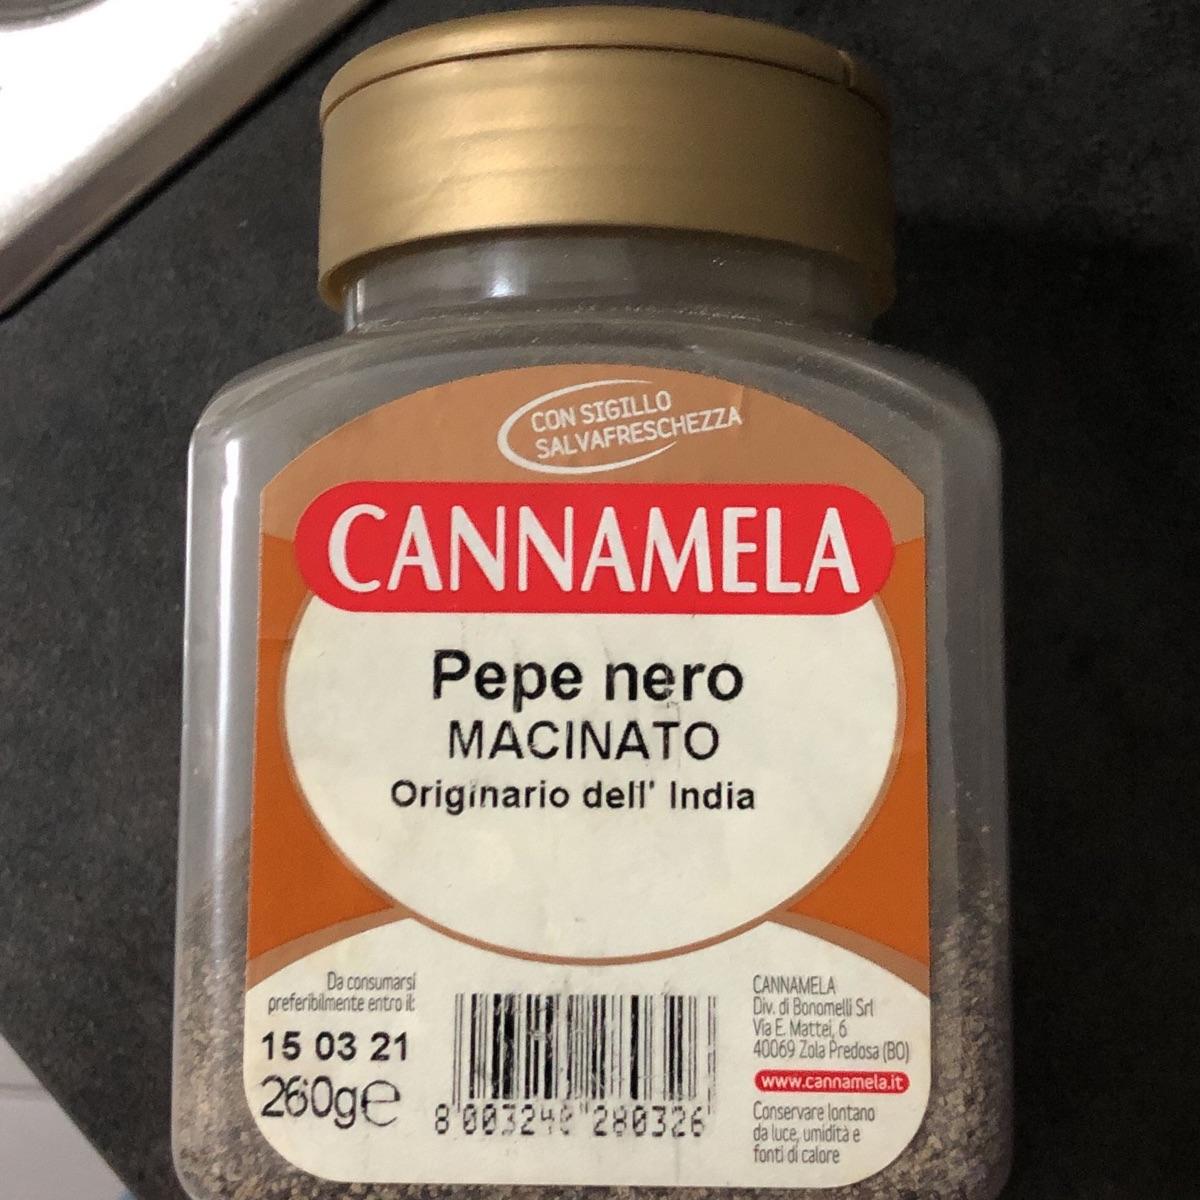 CON SIGILLO
SALVAFRESCHEZZA
CANNAMELA
Pepe nero
MACINATO
Originario dell' India
Da consumarsi
preferibilmente entro il:
15 03 21
260g℮
8 003240 280326
CANNAMELA
Div. di Bonomelli Srl
Via E. Mattei, 6
40069 Zola Predosa (BO)
www.cannamela.it
Conservare lontano
da luce, umidità e
fonti di calore